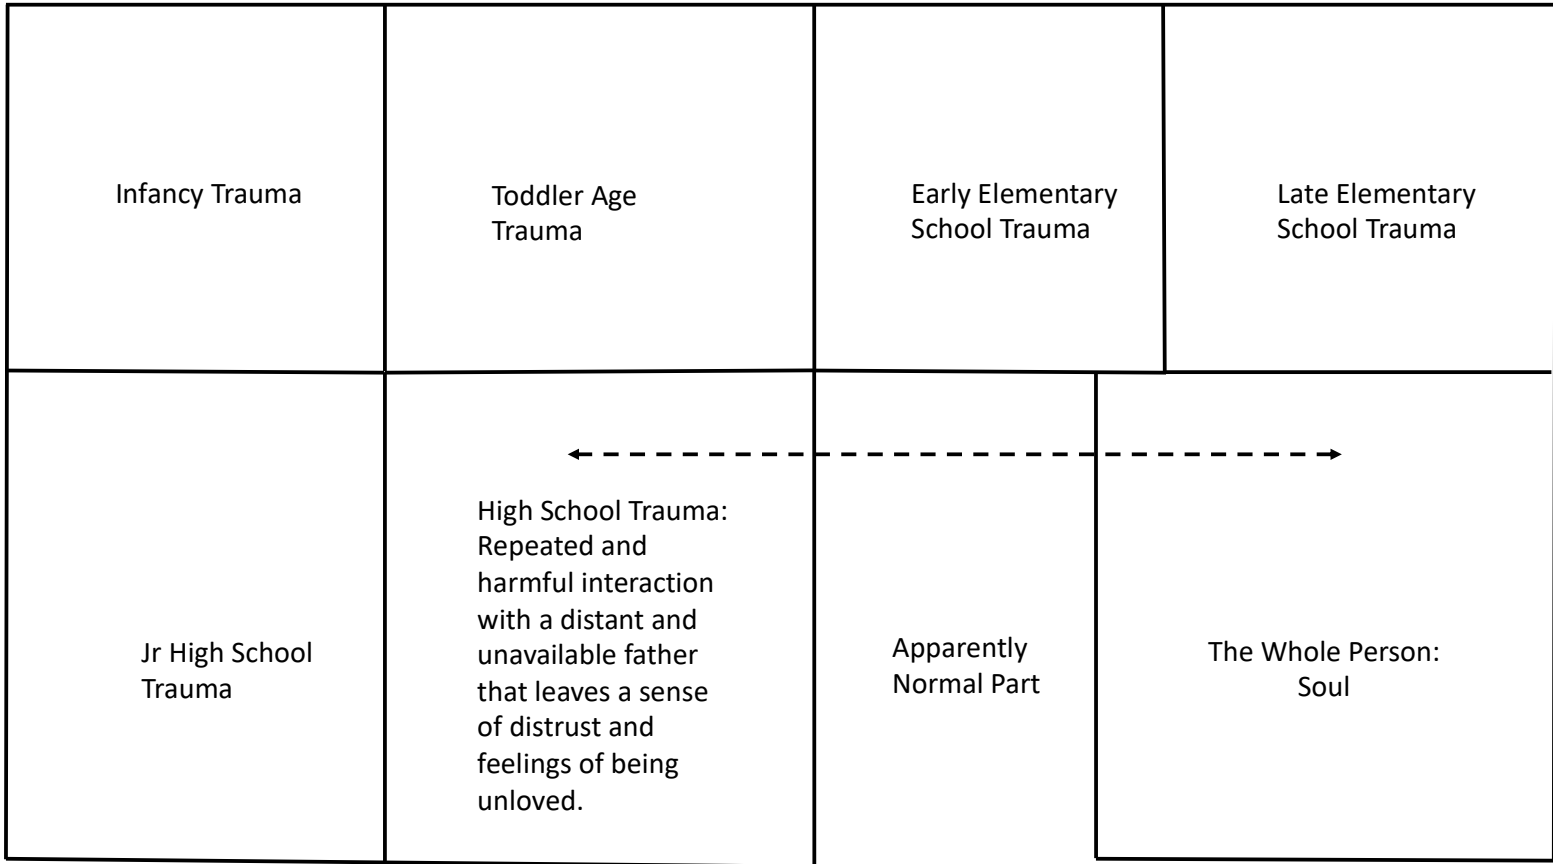 Infancy Trauma
Toddler Age
Trauma
Early Elementary
School Trauma
Late Elementary
School Trauma
Jr High School
Trauma
High School Trauma:
Repeated and
harmful interaction
with a distant and
unavailable father
that leaves a sense
of distrust and
feelings of being
unloved.
Apparently
Normal Part
The Whole Person:
Soul